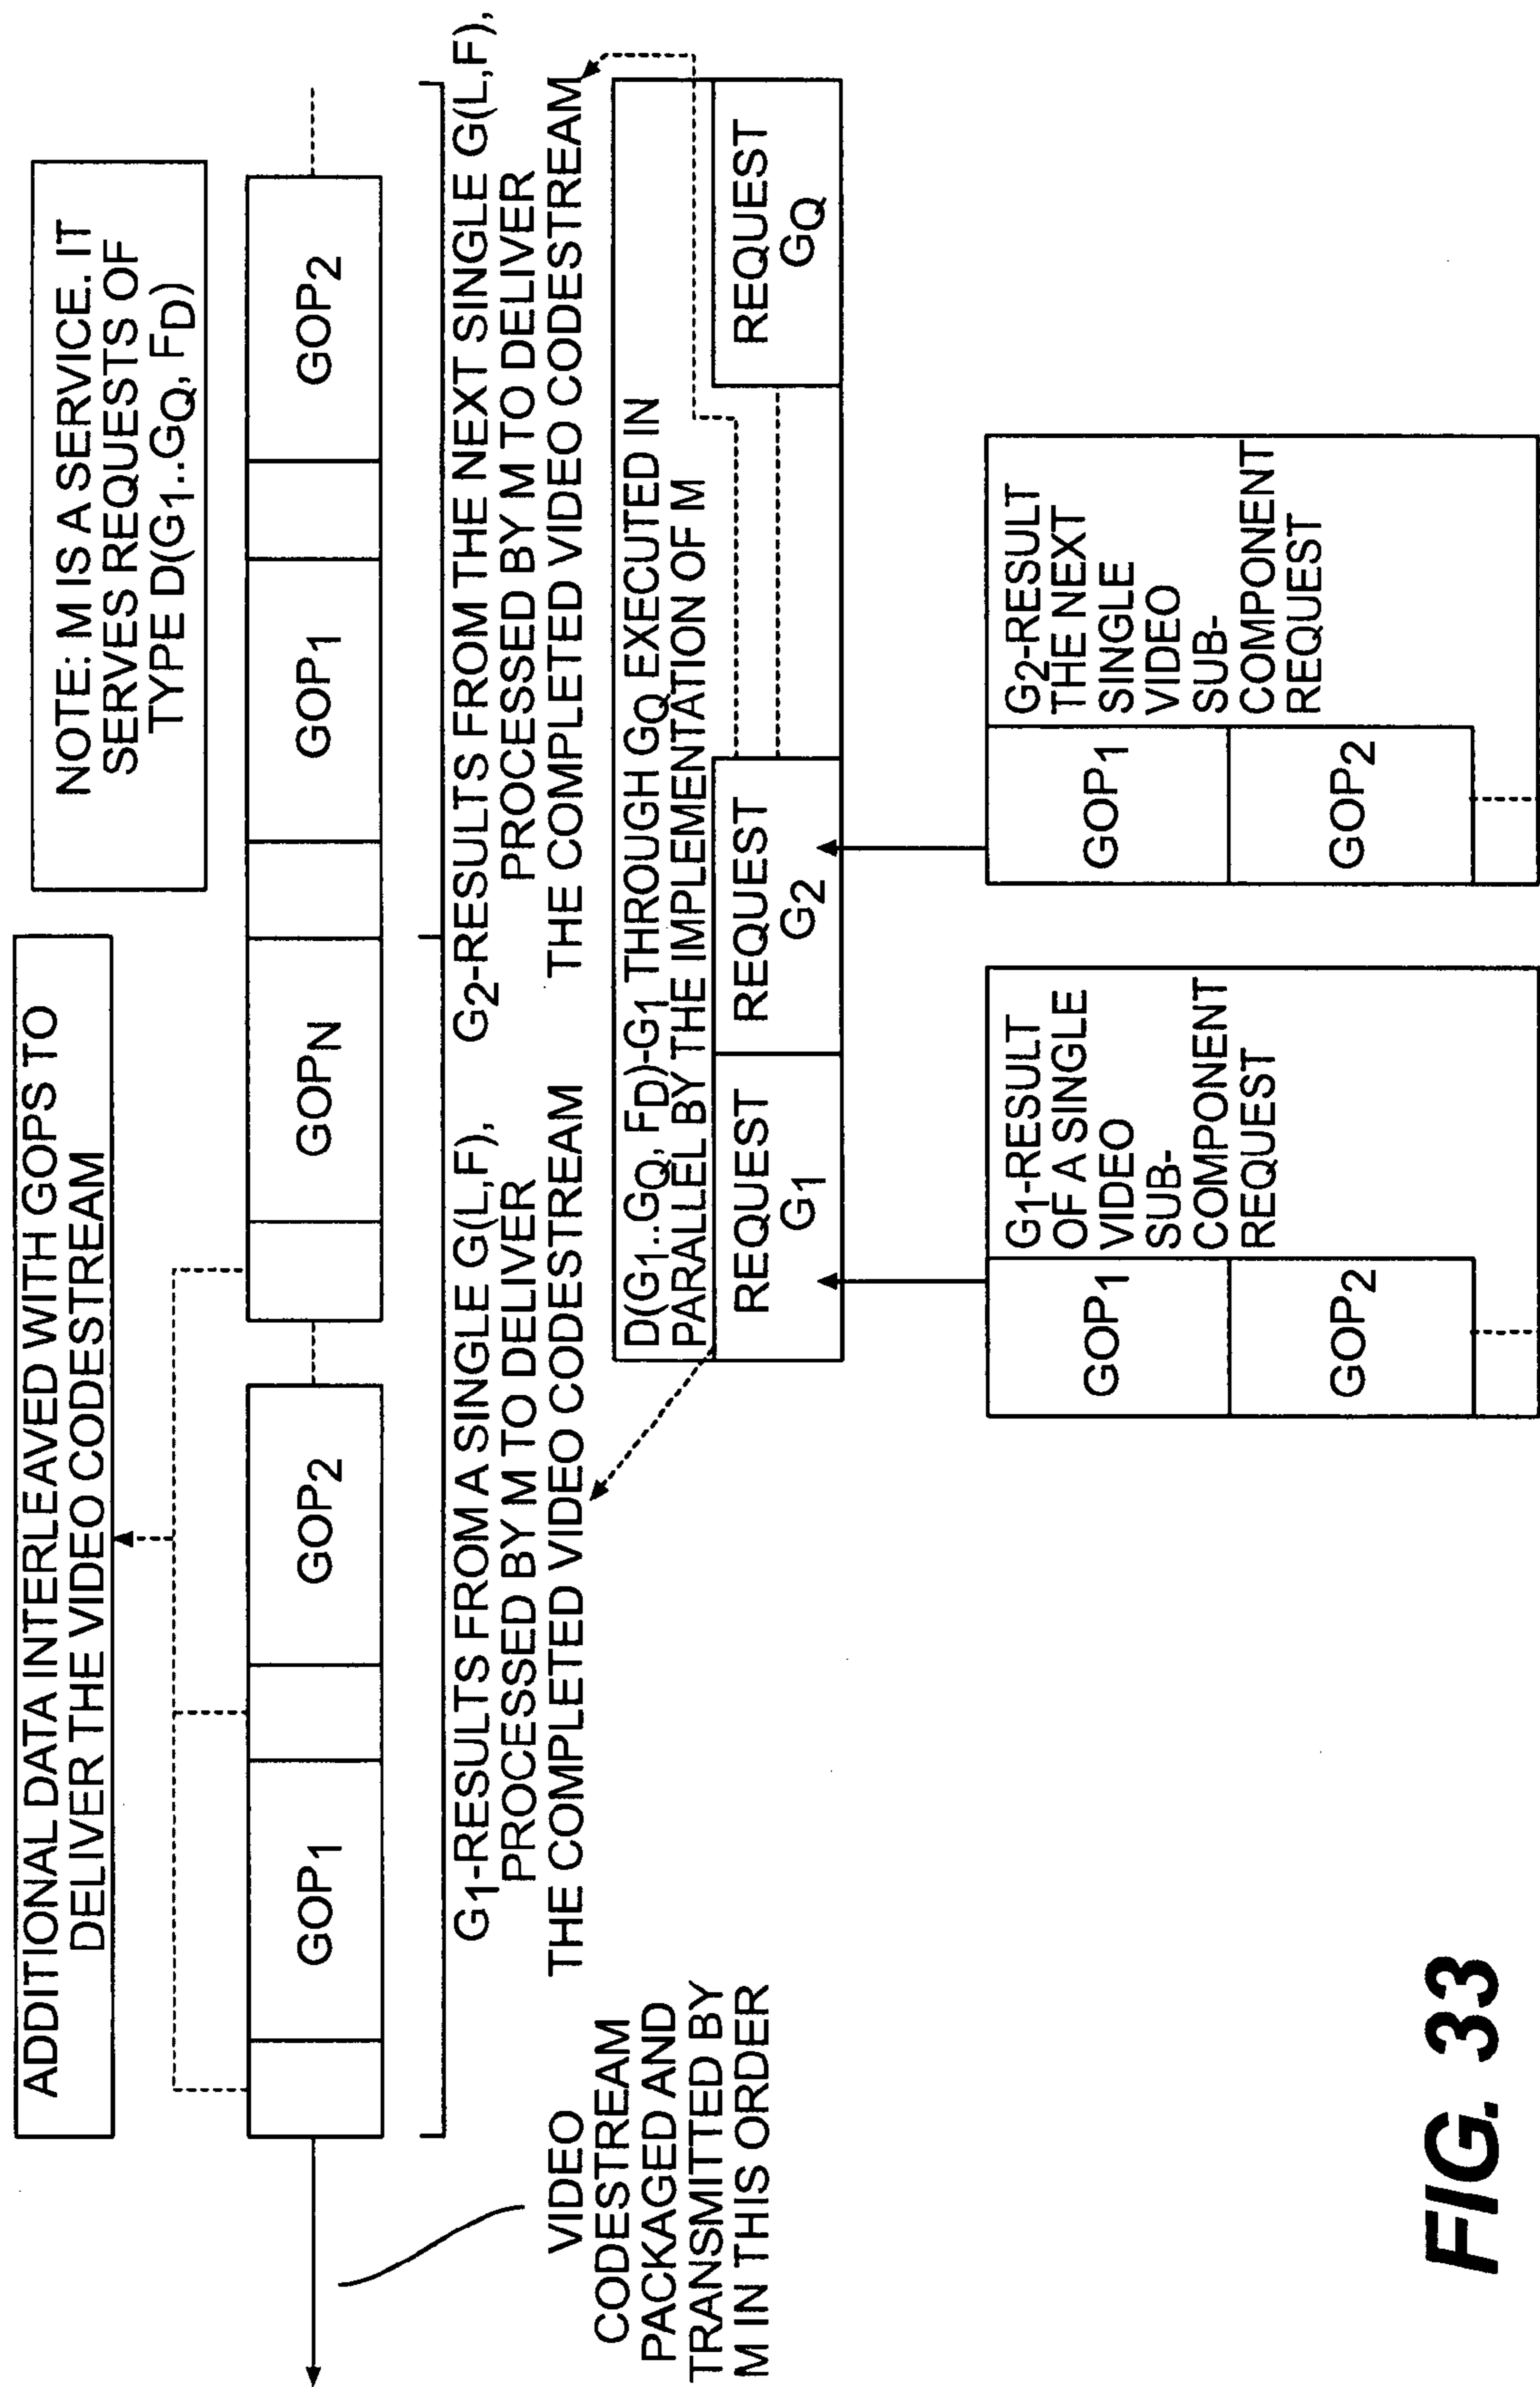 ADDITIONAL DATA INTERLEAVED WITH GOPS TO
DELIVER THE VIDEO CODESTREAM
NOTE: M IS A SERVICE. IT
SERVES REQUESTS OF
TYPE D(G1..GQ, FD)
GOP1
GOP2
GOPN
GOP1
GOP2
G1-RESULTS FROM A SINGLE G(L,F),
PROCESSED BY M TO DELIVER
THE COMPLETED VIDEO CODESTREAM
G2-RESULTS FROM THE NEXT SINGLE G(L,F),
PROCESSED BY M TO DELIVER
THE COMPLETED VIDEO CODESTREAM
VIDEO
CODESTREAM
PACKAGED AND
TRANSMITTED BY
M IN THIS ORDER
D(G1..GQ, FD)-G1 THROUGH GQ EXECUTED IN
PARALLEL BY THE IMPLEMENTATION OF M
REQUEST
G1
REQUEST
G2
REQUEST
GQ
GOP1
GOP2
G1-RESULT
OF A SINGLE
VIDEO
SUB-
COMPONENT
REQUEST
GOP1
GOP2
G2-RESULT
THE NEXT
SINGLE
VIDEO
SUB-
COMPONENT
REQUEST
FIG. 33